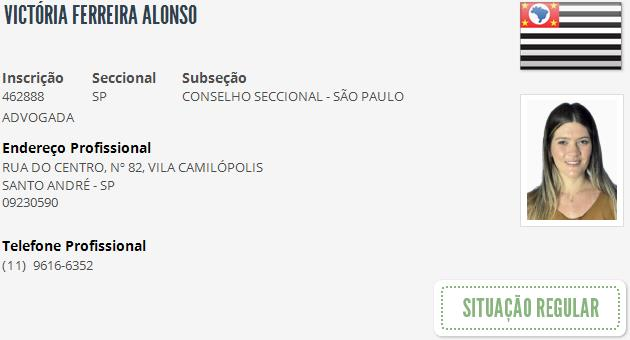 VICTÓRIA FERREIRA ALONSO
Inscrição Seccional Subseção
462888 SP CONSELHO SECCIONAL - SÃO PAULO
ADVOGADA
Endereço Profissional
RUA DO CENTRO, Nº 82, VILA CAMILÓPOLIS
SANTO ANDRÉ - SP
09230590
Telefone Profissional
(11) 9616-6352
SITUAÇÃO REGULAR